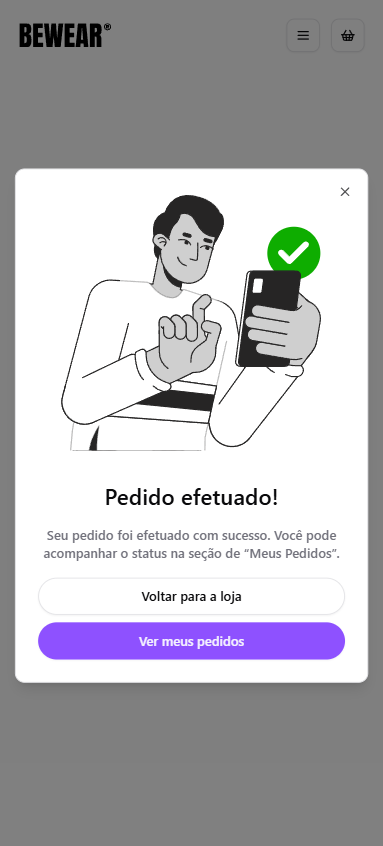 BEWEAR®
Pedido efetuado!
Seu pedido foi efetuado com sucesso. Você pode
acompanhar o status na seção de “Meus Pedidos”.
Voltar para a loja
Ver meus pedidos